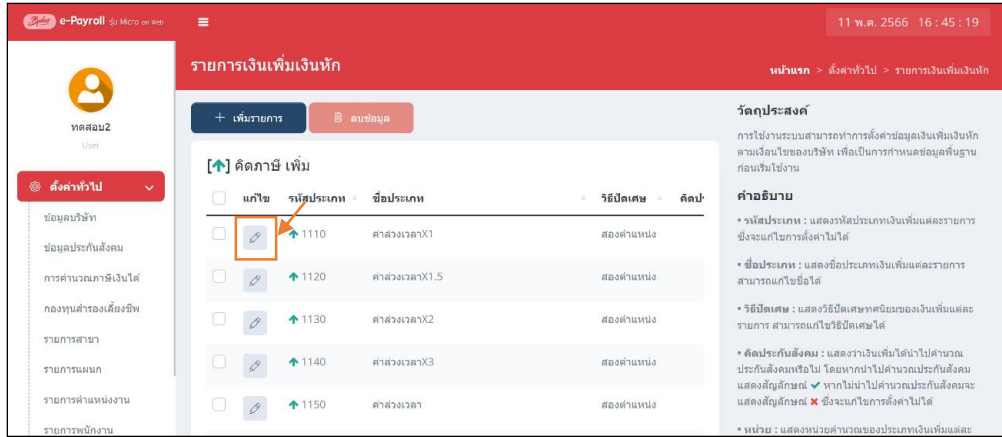 e-Payroll รุ่น Micro on Web
11 พ.ค. 2566 16:45:19
รายการเงินเพิ่มเงินหัก
หน้าแรก > ตั้งค่าทั่วไป > รายการเงินเพิ่มเงินหัก
ทดสอบ2
User
ตั้งค่าทั่วไป
ข้อมูลบริษัท
ข้อมูลประกันสังคม
การคำนวณภาษีเงินได้
กองทุนสำรองเลี้ยงชีพ
รายการสาขา
รายการแผนก
รายการตำแหน่งงาน
รายการพนักงาน
+ เพิ่มรายการ
ลบข้อมูล
[↑] คิดภาษี เพิ่ม
แก้ไข รหัสประเภท ชื่อประเภท วิธีปัดเศษ
1110 ค่าล่วงเวลาX1 สองตำแหน่ง
1120 ค่าล่วงเวลาX1.5 สองตำแหน่ง
1130 ค่าล่วงเวลาX2 สองตำแหน่ง
1140 ค่าล่วงเวลาX3 สองตำแหน่ง
1150 ค่าล่วงเวลา สองตำแหน่ง
วัตถุประสงค์
การใช้งานระบบสามารถทำการตั้งค่าข้อมูลเงินเพิ่มเงินหัก
ตามเงื่อนไขของบริษัท เพื่อเป็นการกำหนดข้อมูลพื้นฐาน
ก่อนเริ่มใช้งาน
คำอธิบาย
• รหัสประเภท : แสดงรหัสประเภทเงินเพิ่มแต่ละรายการ
ซึ่งจะแก้ไขการตั้งค่าไม่ได้
• ชื่อประเภท : แสดงชื่อประเภทเงินเพิ่มแต่ละรายการ
สามารถแก้ไขชื่อได้
• วิธีปัดเศษ : แสดงวิธีปัดเศษทศนิยมของเงินเพิ่มแต่ละ
รายการ สามารถแก้ไขวิธีปัดเศษได้
• คิดประกันสังคม : แสดงว่าเงินเพิ่มได้นำไปคำนวณ
ประกันสังคมหรือไม่ โดยหากนำไปคำนวณประกันสังคม
แสดงสัญลักษณ์ ✔ หากไม่นำไปคำนวณประกันสังคมจะ
แสดงสัญลักษณ์ ✖ ซึ่งจะแก้ไขการตั้งค่าไม่ได้
• หน่วย : แสดงหน่วยคำนวณของประเภทเงินเพิ่มแต่ละ